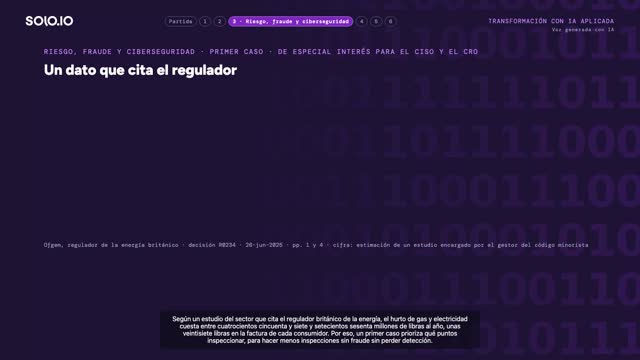 SOLO.IO
Partida 1 2 3 · Riesgo, fraude y ciberseguridad 4 5 6
TRANSFORMACIÓN CON IA APLICADA
Voz generada con IA
RIESGO, FRAUDE Y CIBERSEGURIDAD · PRIMER CASO · DE ESPECIAL INTERÉS PARA EL CISO Y EL CRO
Un dato que cita el regulador
Ofgem, regulador de la energía británico · decisión R0234 · 26-jun-2025 · pp. 1 y 4 · cifra: estimación de un estudio encargado por el gestor del código minorista
Según un estudio del sector que cita el regulador británico de la energía, el hurto de gas y electricidad
cuesta entre cuatrocientos cincuenta y siete y setecientos sesenta millones de libras al año, unas
veintisiete libras en la factura de cada consumidor. Por eso, un primer caso prioriza qué puntos
inspeccionar, para hacer menos inspecciones sin fraude sin perder detección.